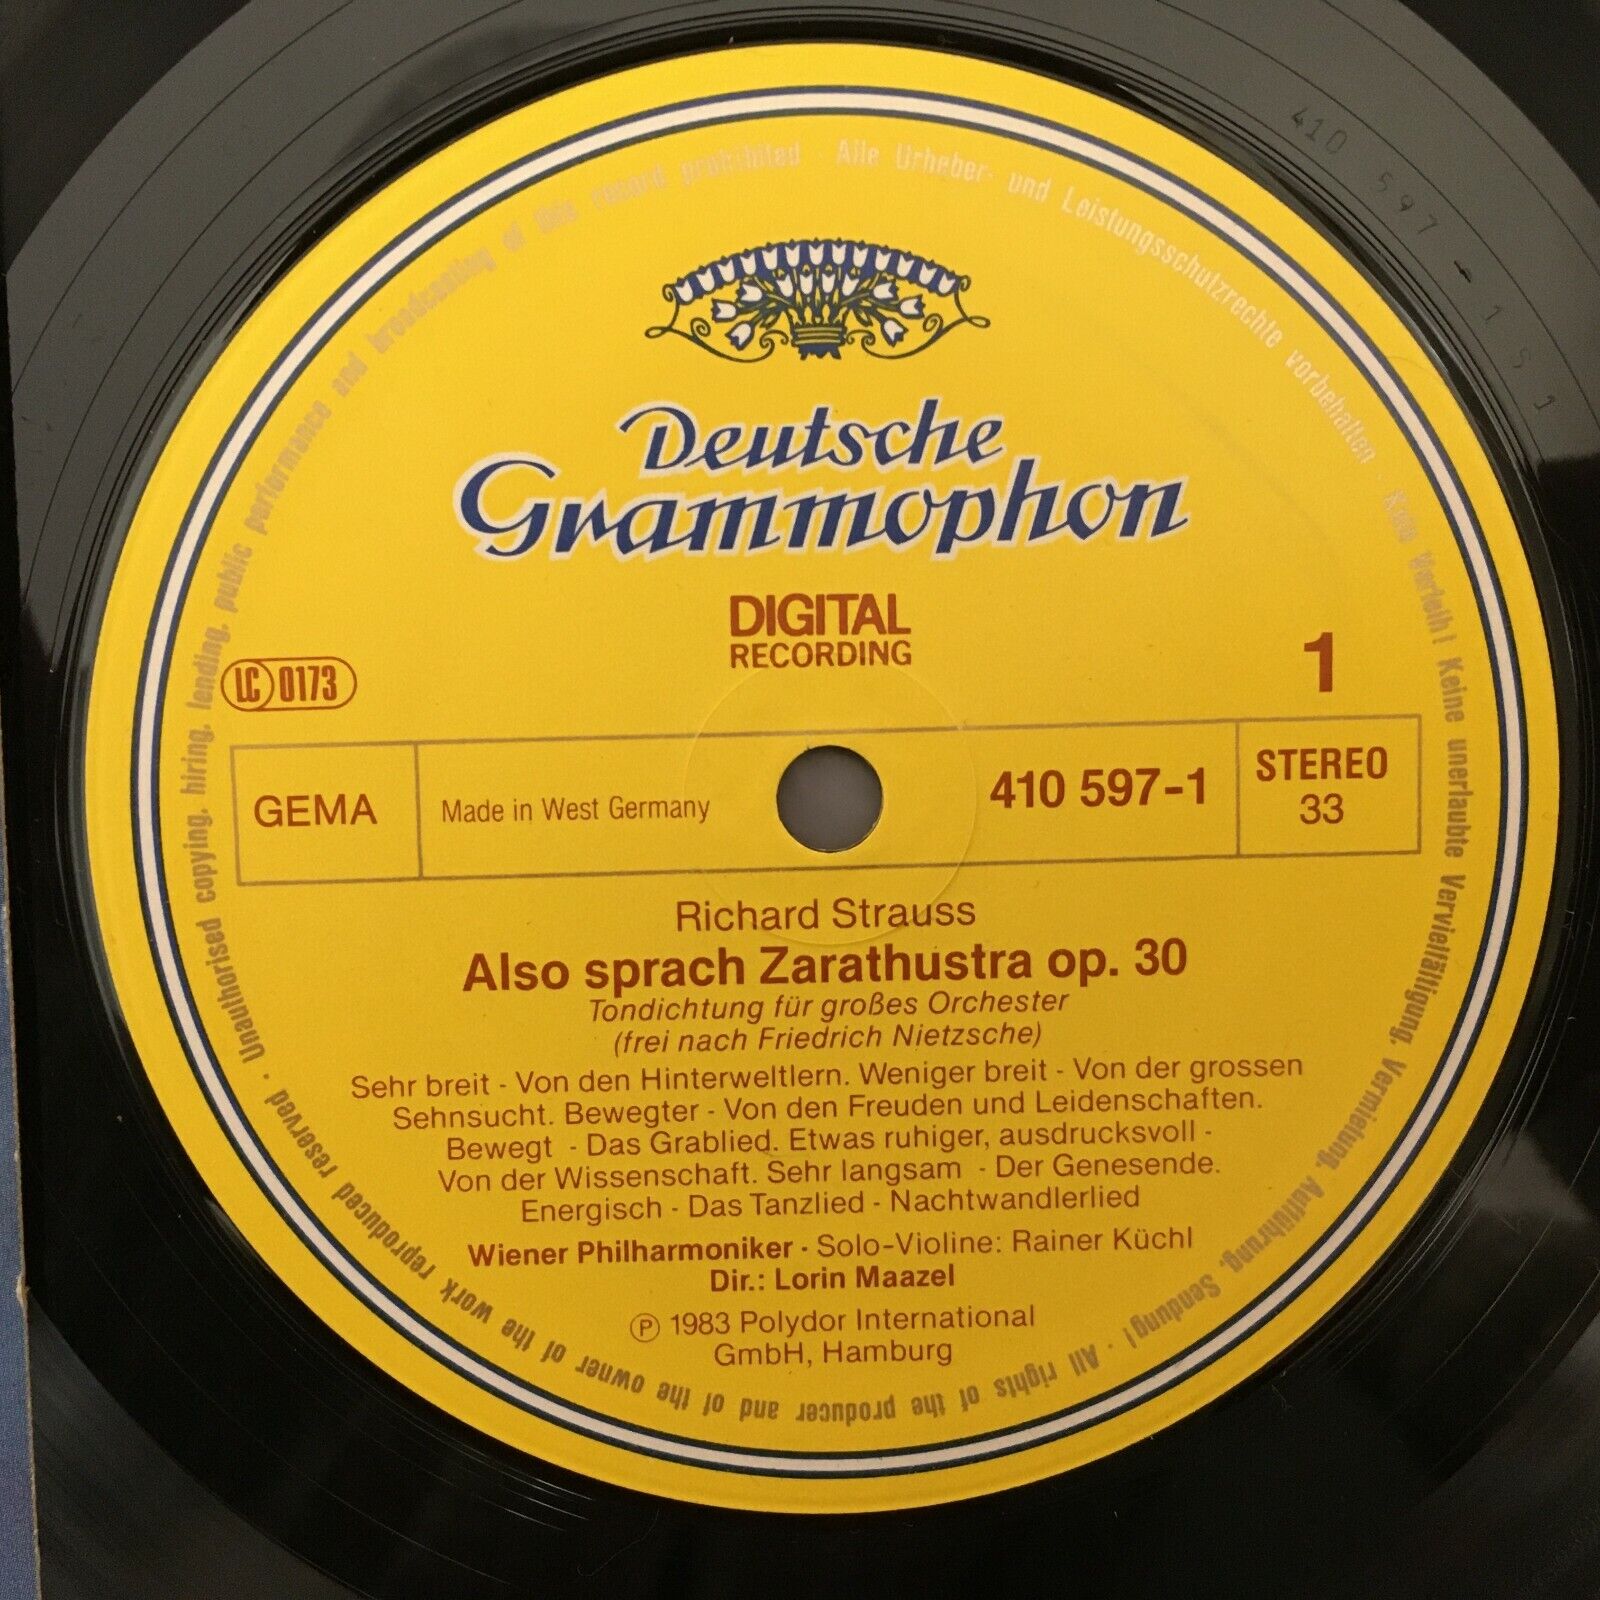 Deutsche
Grammophon
DIGITAL
RECORDING
1
LC 0173
GEMA
Made in West Germany
410 597-1
STEREO
33
Richard Strauss
Also sprach Zarathustra op. 30
Tondichtung für großes Orchester
(frei nach Friedrich Nietzsche)
Sehr breit - Von den Hinterweltlern. Weniger breit - Von der grossen
Sehnsucht. Bewegter - Von den Freuden und Leidenschaften.
Bewegt - Das Grablied. Etwas ruhiger, ausdrucksvoll -
Von der Wissenschaft. Sehr langsam - Der Genesende.
Energisch - Das Tanzlied - Nachtwandlerlied
Wiener Philharmoniker · Solo-Violine: Rainer Küchl
Dir.: Lorin Maazel
Ⓟ 1983 Polydor International
GmbH, Hamburg
Alle Urheber- und Leistungsschutzrechte vorbehalten · Kein Verleih! Keine unerlaubte Vervielfältigung, Vermietung, Aufführung, Sendung! · All rights of the producer and of the owner of the work reproduced reserved · Unauthorised copying, hiring, lending, public performance and broadcasting of this record prohibited ·
410 597-1 S1